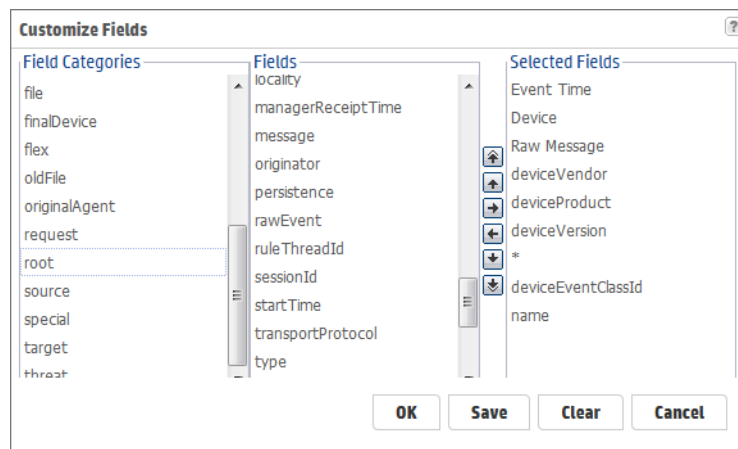 Customize Fields
?
Field Categories
file
finalDevice
flex
oldFile
originalAgent
request
root
source
special
target
threat
Fields
locality
managerReceiptTime
message
originator
persistence
rawEvent
ruleThreadId
sessionId
startTime
transportProtocol
type
Selected Fields
Event Time
Device
Raw Message
deviceVendor
deviceProduct
deviceVersion
*
deviceEventClassId
name
OK
Save
Clear
Cancel